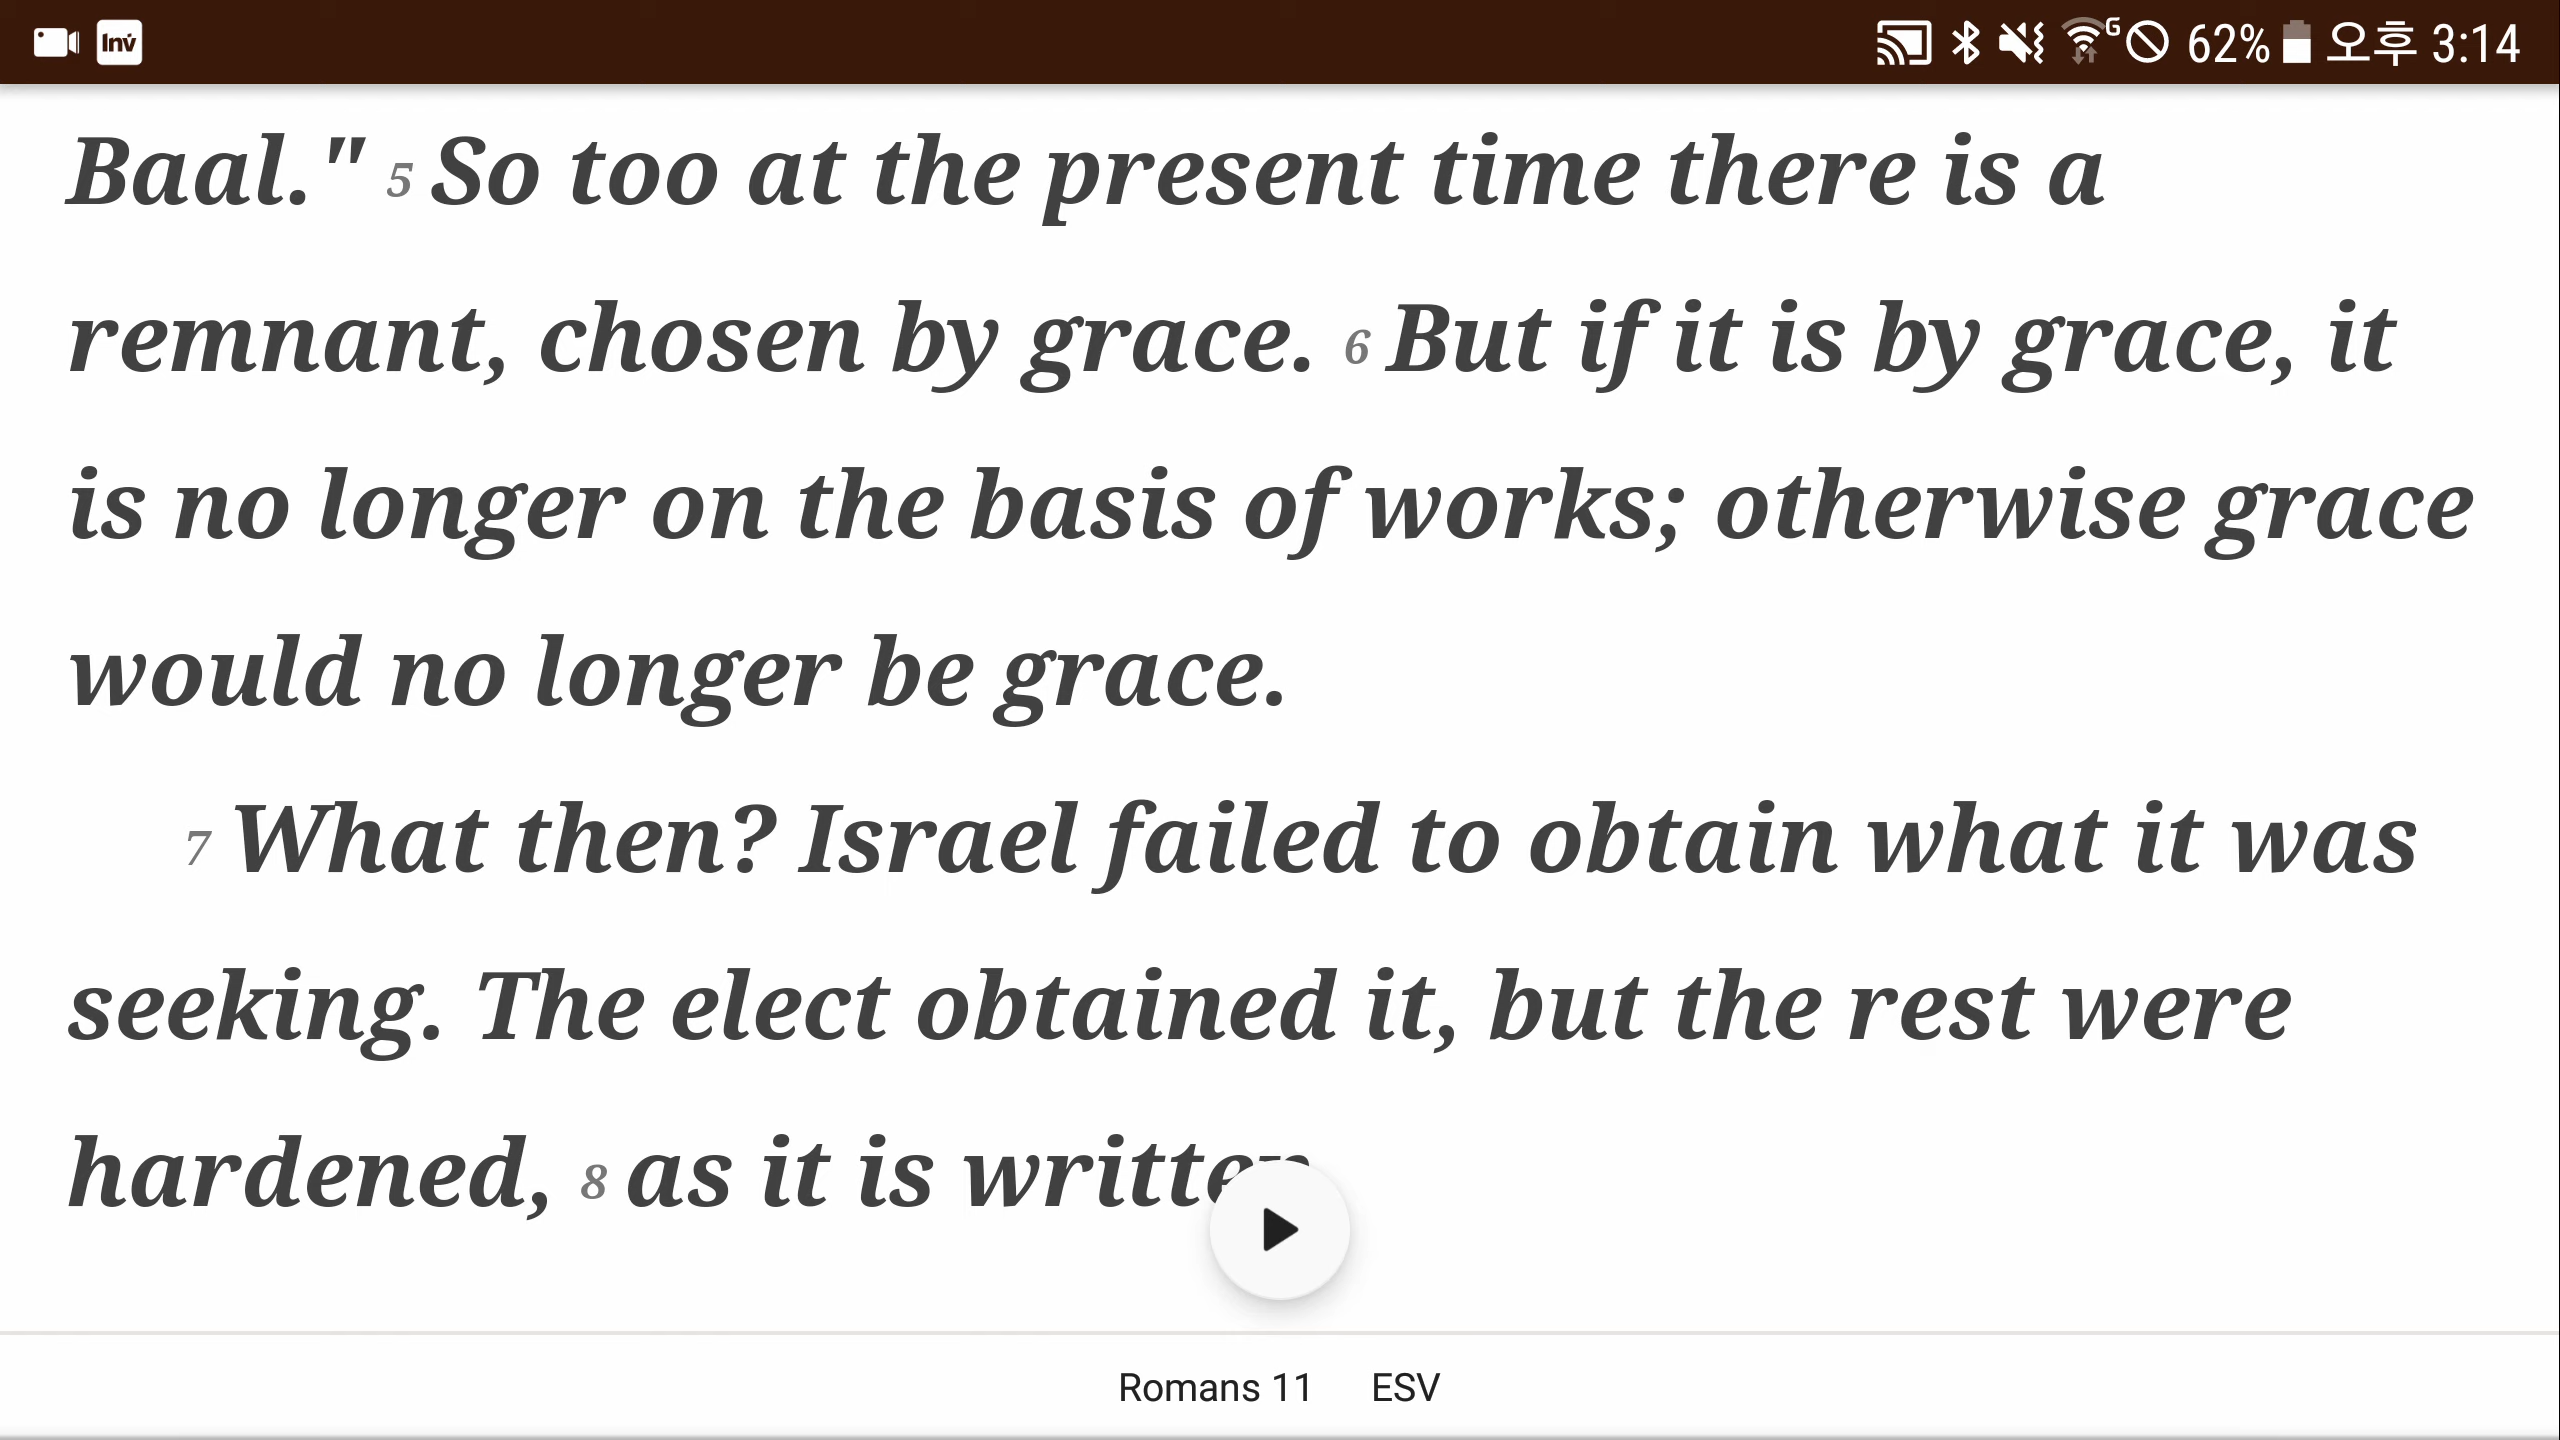 Inv G 62% 오후 3:14
Baal." 5 So too at the present time there is a
remnant, chosen by grace. 6 But if it is by grace, it
is no longer on the basis of works; otherwise grace
would no longer be grace.
7 What then? Israel failed to obtain what it was
seeking. The elect obtained it, but the rest were
hardened, 8 as it is written
Romans 11 ESV